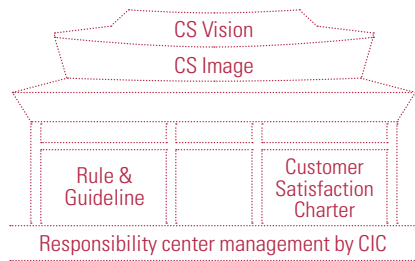 CS Vision
CS Image
Rule &
Guideline
Customer
Satisfaction
Charter
Responsibility center management by CIC